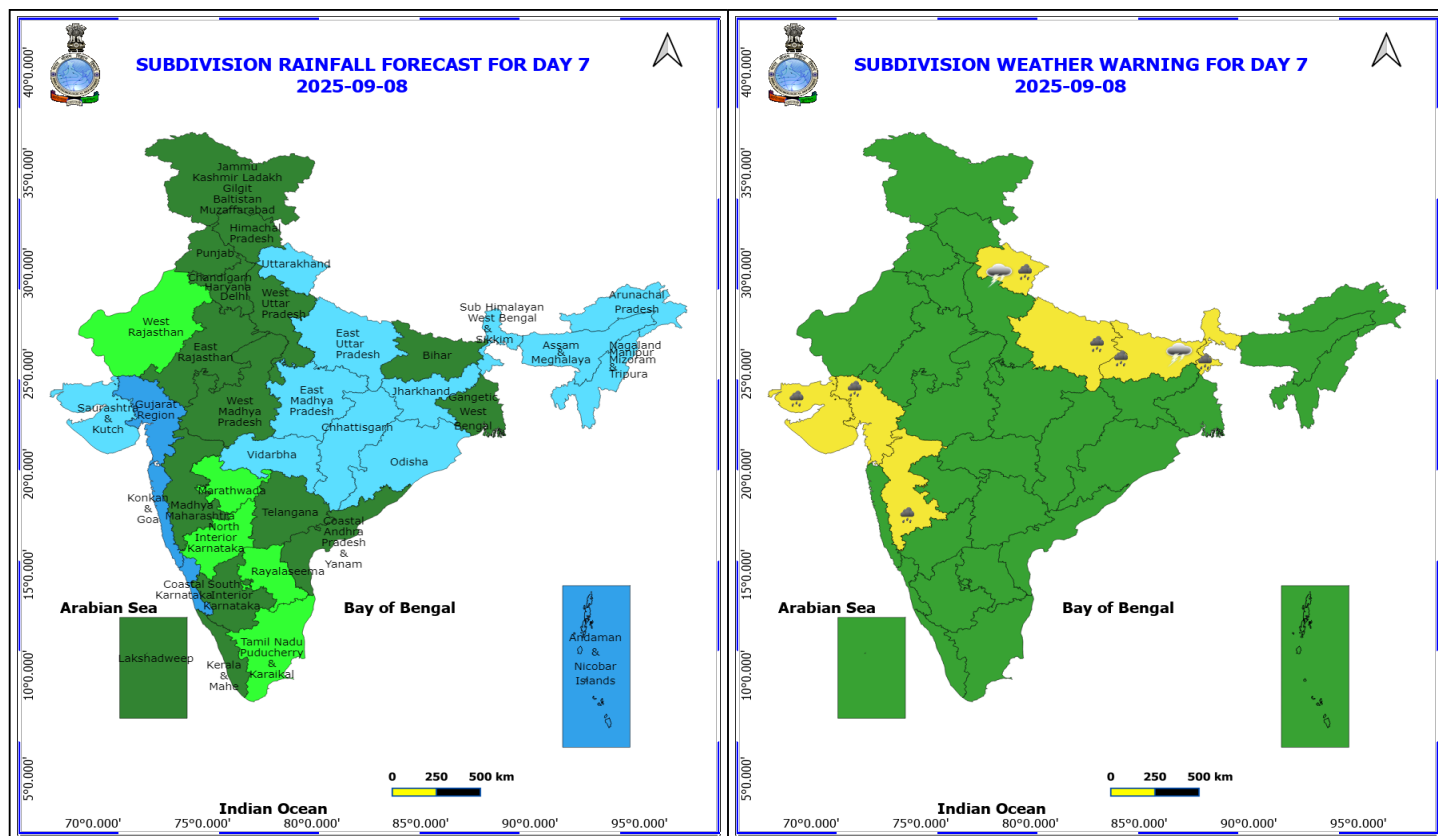 SUBDIVISION RAINFALL FORECAST FOR DAY 7
2025-09-08
40°0.000'
35°0.000'
30°0.000'
25°0.000'
20°0.000'
15°0.000'
10°0.000'
5°0.000'
Jammu
Kashmir Ladakh
Gilgit
Baltistan
Muzaffarabad
Himachal
Pradesh
Punjab
Uttarakhand
Chandigarh
Haryana
Delhi
West
Uttar
Pradesh
West
Rajasthan
East
Rajasthan
East
Uttar
Pradesh
Bihar
Sub Himalayan
West Bengal
&
Sikkim
Arunachal
Pradesh
Assam
&
Meghalaya
Nagaland
Manipur
Mizoram
&
Tripura
Saurashtra
&
Kutch
Gujarat
Region
West
Madhya
Pradesh
East
Madhya
Pradesh
Jharkhand
Gangetic
West
Bengal
Chhattisgarh
Vidarbha
Odisha
Konkan
&
Goa
Madhya
Maharashtra
Marathwada
Telangana
North
Interior
Karnataka
Coastal
Andhra
Pradesh
&
Yanam
Rayalaseema
Coastal
Karnataka
South
Interior
Karnataka
Arabian Sea
Bay of Bengal
Lakshadweep
Kerala
&
Mahe
Tamil Nadu
Puducherry
&
Karaikal
Andaman
&
Nicobar
Islands
0 250 500 km
Indian Ocean
70°0.000' 75°0.000' 80°0.000' 85°0.000' 90°0.000' 95°0.000'
SUBDIVISION WEATHER WARNING FOR DAY 7
2025-09-08
40°0.000'
35°0.000'
30°0.000'
25°0.000'
20°0.000'
15°0.000'
10°0.000'
5°0.000'
Arabian Sea
Bay of Bengal
0 250 500 km
Indian Ocean
70°0.000' 75°0.000' 80°0.000' 85°0.000' 90°0.000' 95°0.000'